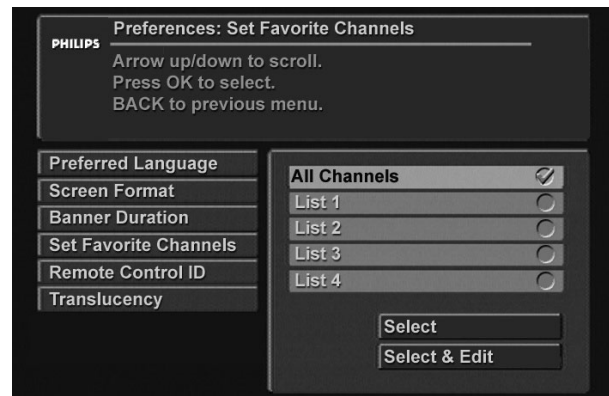 Preferences: Set Favorite Channels
PHILIPS
Arrow up/down to scroll.
Press OK to select.
BACK to previous menu.
Preferred Language
Screen Format
Banner Duration
Set Favorite Channels
Remote Control ID
Translucency
All Channels
List 1
List 2
List 3
List 4
Select
Select & Edit